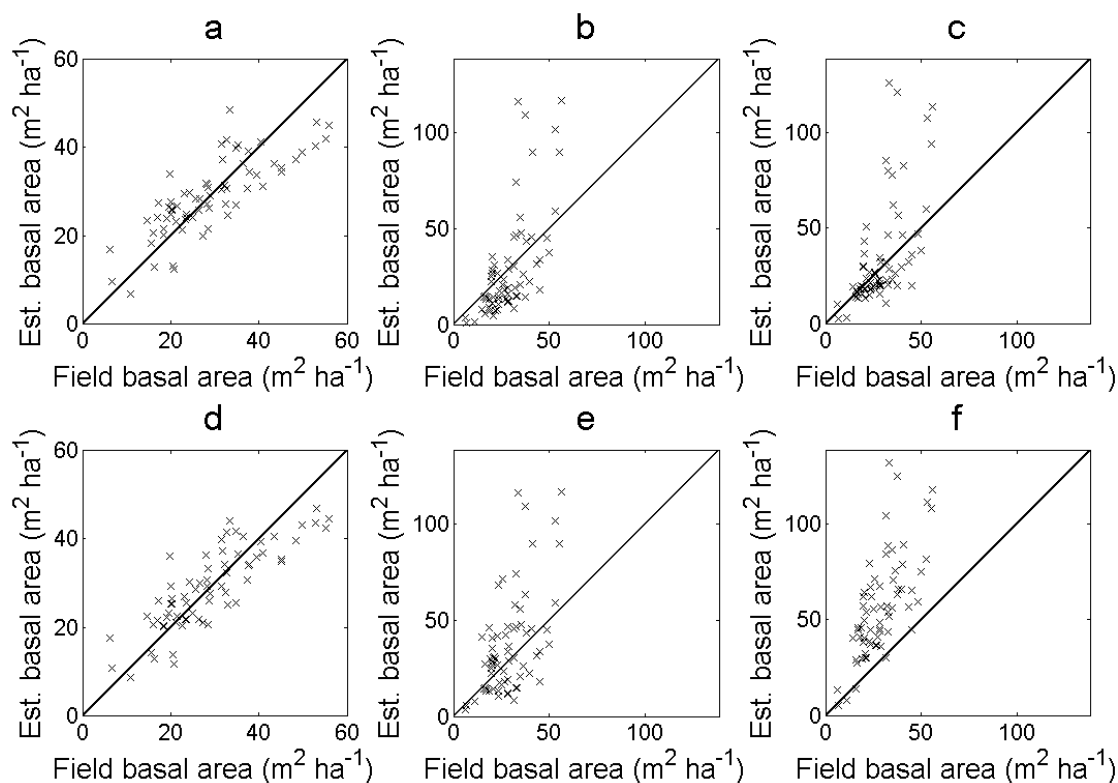 a b c
Est. basal area (m² ha⁻¹)
60
40
20
0
0 20 40 60
Field basal area (m² ha⁻¹)
Est. basal area (m² ha⁻¹)
100
50
0
0 50 100
Field basal area (m² ha⁻¹)
Est. basal area (m² ha⁻¹)
100
50
0
0 50 100
Field basal area (m² ha⁻¹)
d e f
Est. basal area (m² ha⁻¹)
60
40
20
0
0 20 40 60
Field basal area (m² ha⁻¹)
Est. basal area (m² ha⁻¹)
100
50
0
0 50 100
Field basal area (m² ha⁻¹)
Est. basal area (m² ha⁻¹)
100
50
0
0 50 100
Field basal area (m² ha⁻¹)